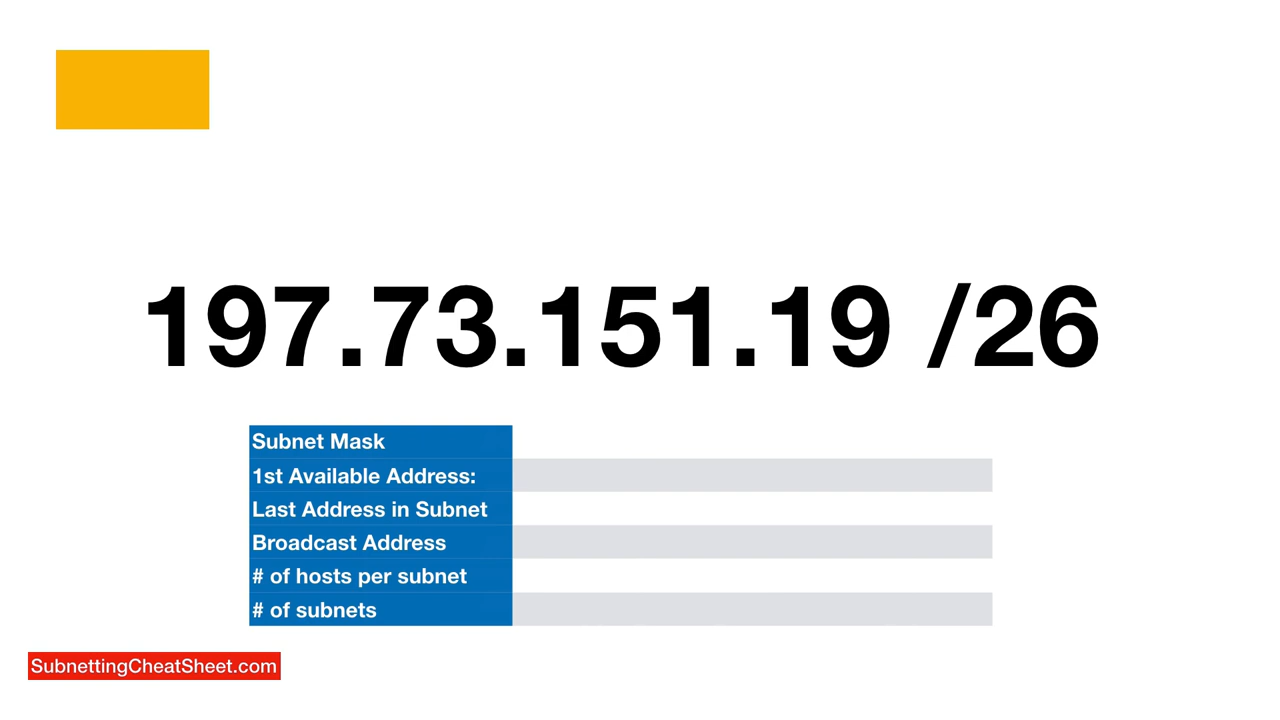 197.73.151.19 /26
Subnet Mask
1st Available Address:
Last Address in Subnet
Broadcast Address
# of hosts per subnet
# of subnets
SubnettingCheatSheet.com